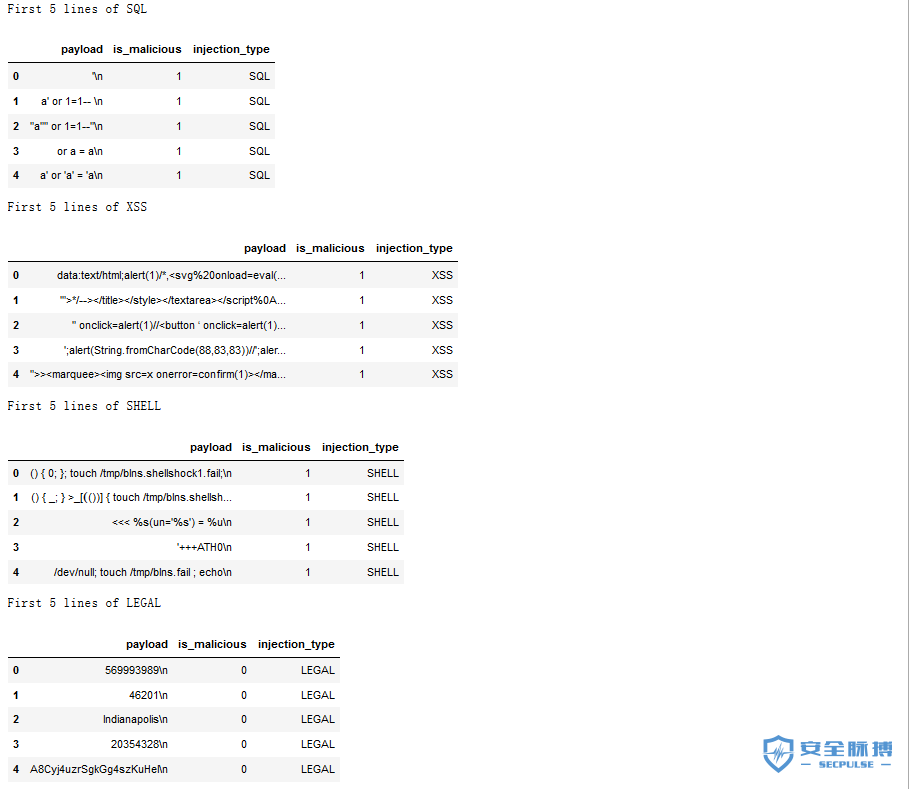 First 5 lines of SQL
payload is_malicious injection_type
0 '\n 1 SQL
1 a' or 1=1-- \n 1 SQL
2 "a"" or 1=1--"\n 1 SQL
3 or a = a\n 1 SQL
4 a' or 'a' = 'a\n 1 SQL
First 5 lines of XSS
payload is_malicious injection_type
0 data:text/html;alert(1)/*,<svg%20onload=eval(... 1 XSS
1 '">*/--></title></style></textarea></script%0A... 1 XSS
2 " onclick=alert(1)//<button ‘ onclick=alert(1)... 1 XSS
3 ';alert(String.fromCharCode(88,83,83))//';aler... 1 XSS
4 ">><marquee><img src=x onerror=confirm(1)></ma... 1 XSS
First 5 lines of SHELL
payload is_malicious injection_type
0 () { 0; }; touch /tmp/blns.shellshock1.fail;\n 1 SHELL
1 () { _; } >_[$($())] { touch /tmp/blns.shellsh... 1 SHELL
2 <<< %s(un='%s') = %u\n 1 SHELL
3 '+++ATH0\n 1 SHELL
4 /dev/null; touch /tmp/blns.fail ; echo\n 1 SHELL
First 5 lines of LEGAL
payload is_malicious injection_type
0 569993989\n 0 LEGAL
1 46201\n 0 LEGAL
2 Indianapolis\n 0 LEGAL
3 20354328\n 0 LEGAL
4 A8Cyj4uzrSgkGg4szKuHel\n 0 LEGAL
安全脉搏
SECPULSE